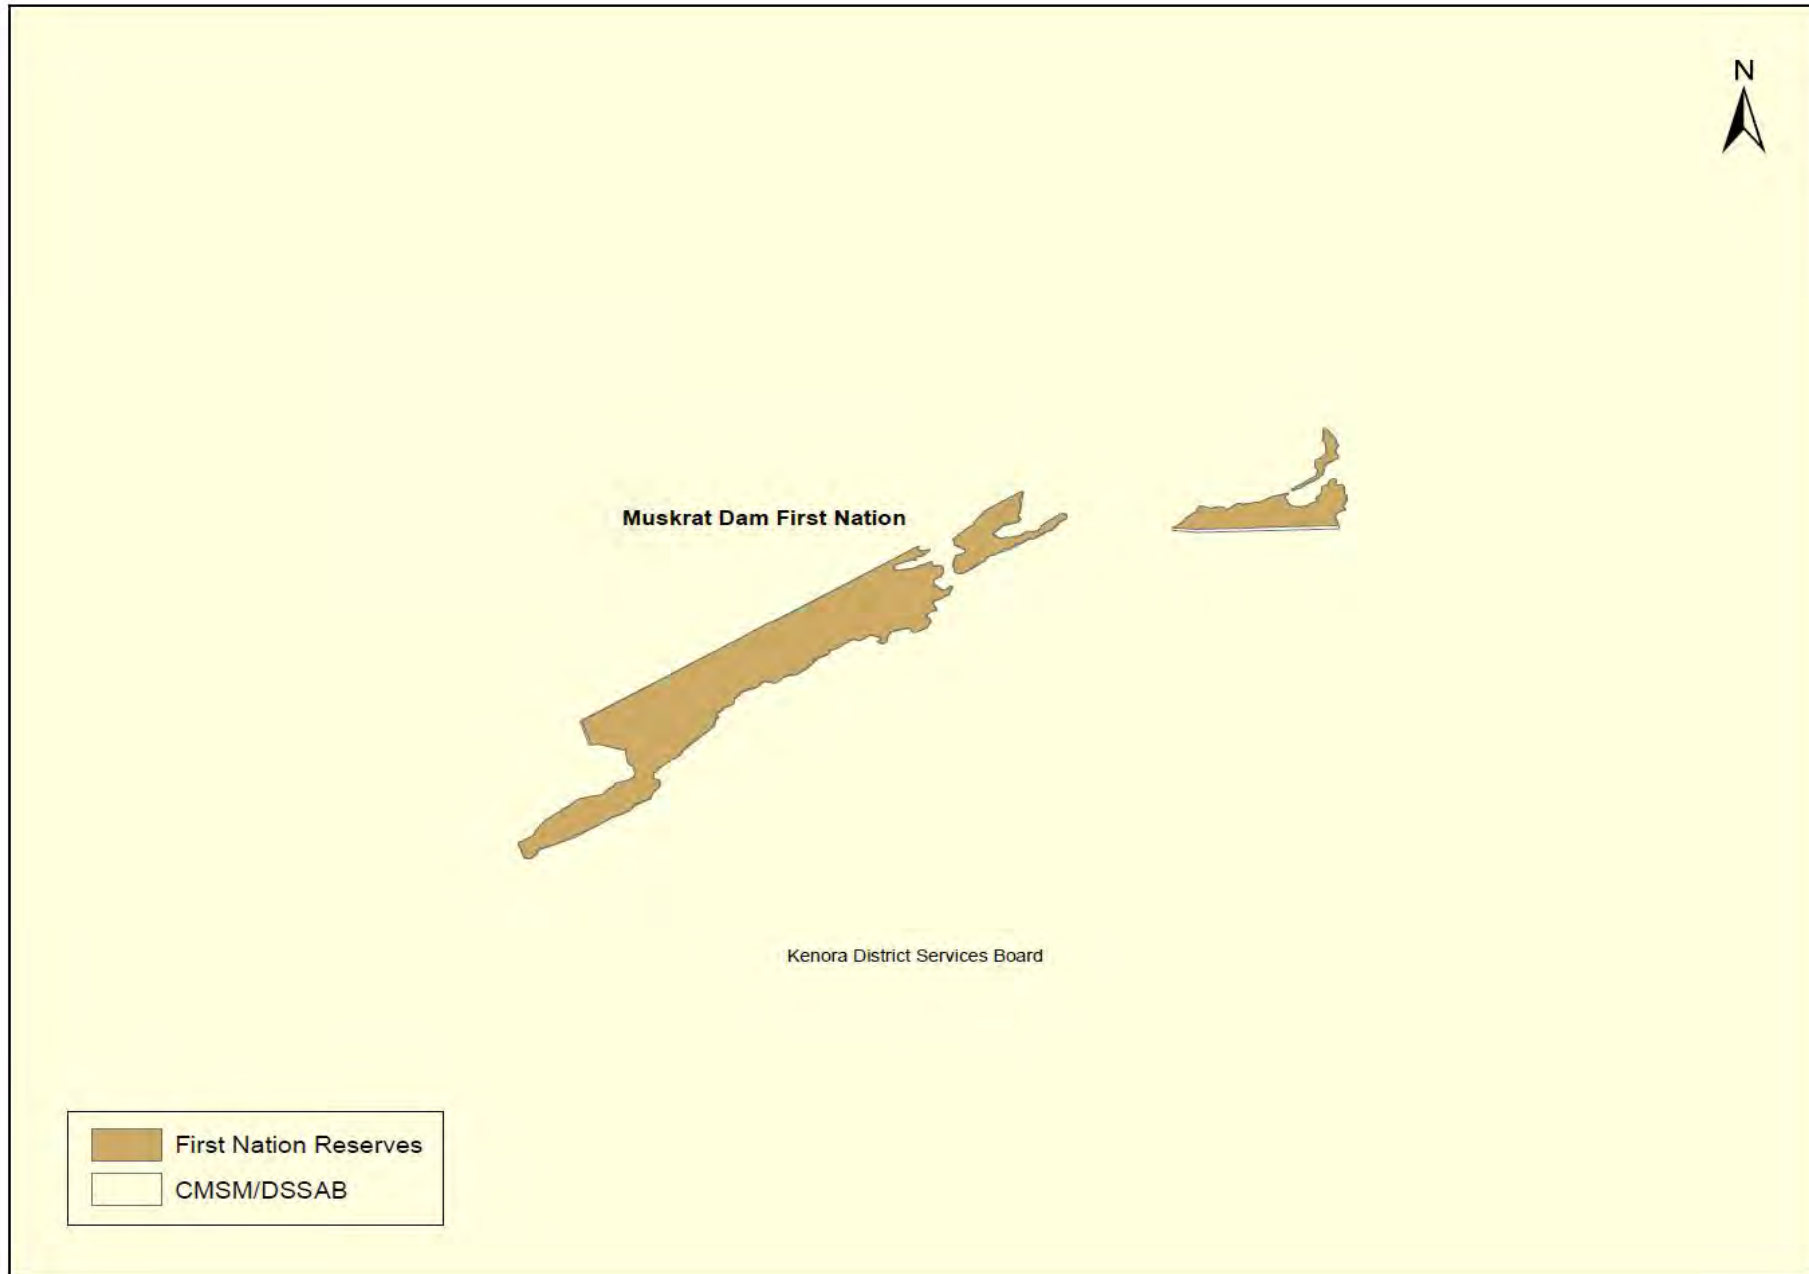 N
Muskrat Dam First Nation
Kenora District Services Board
First Nation Reserves
CMSM/DSSAB